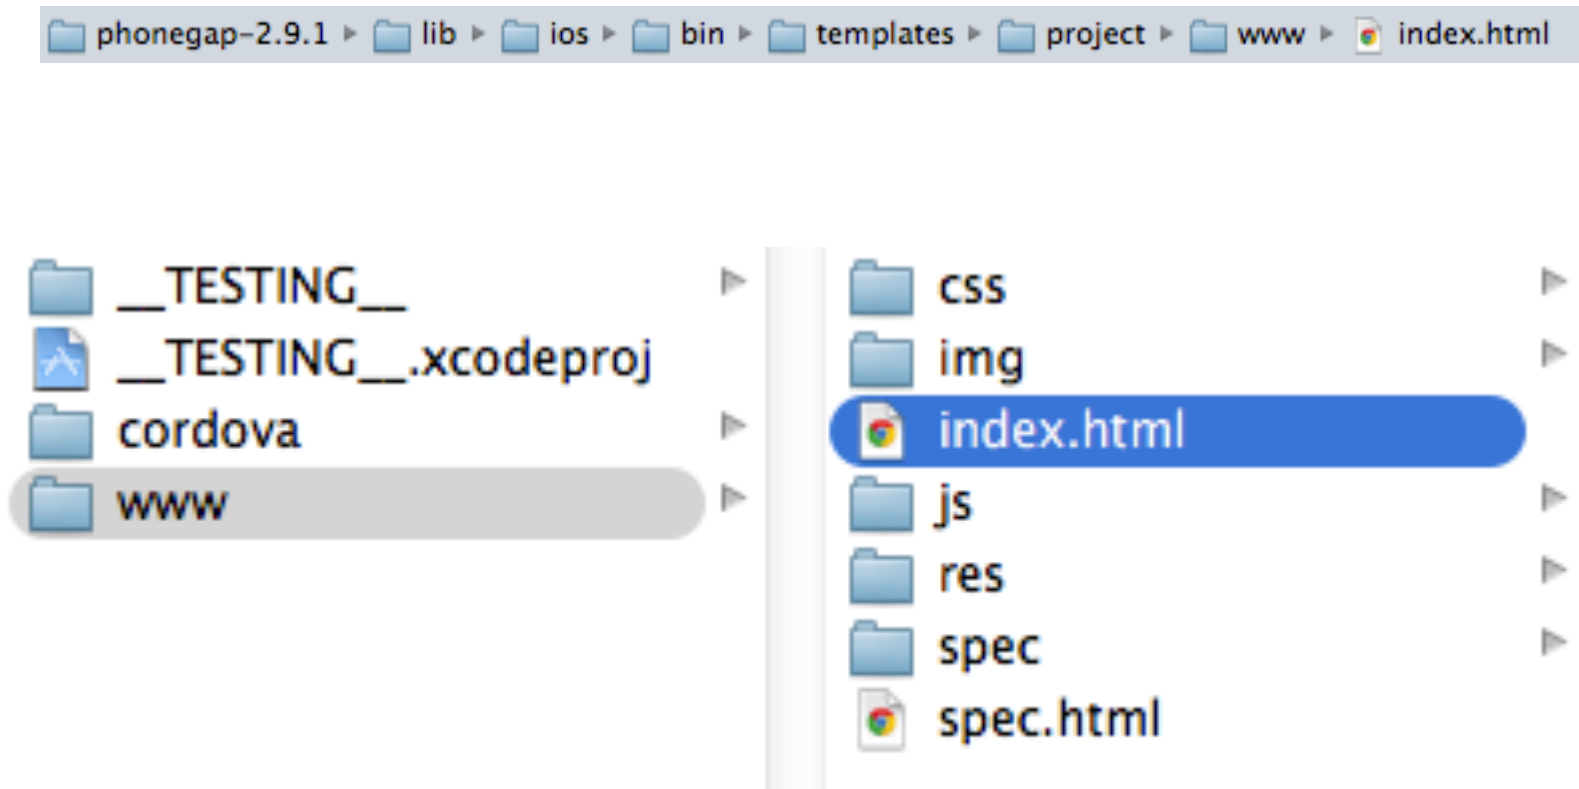 phonegap-2.9.1 ▸ lib ▸ ios ▸ bin ▸ templates ▸ project ▸ www ▸ index.html
__TESTING__
__TESTING__.xcodeproj
cordova
www
css
img
index.html
js
res
spec
spec.html